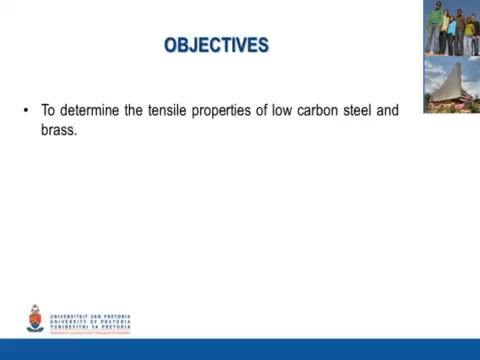 OBJECTIVES
• To determine the tensile properties of low carbon steel and
brass.
UNIVERSITEIT VAN PRETORIA
UNIVERSITY OF PRETORIA
YUNIBESITHI YA PRETORIA